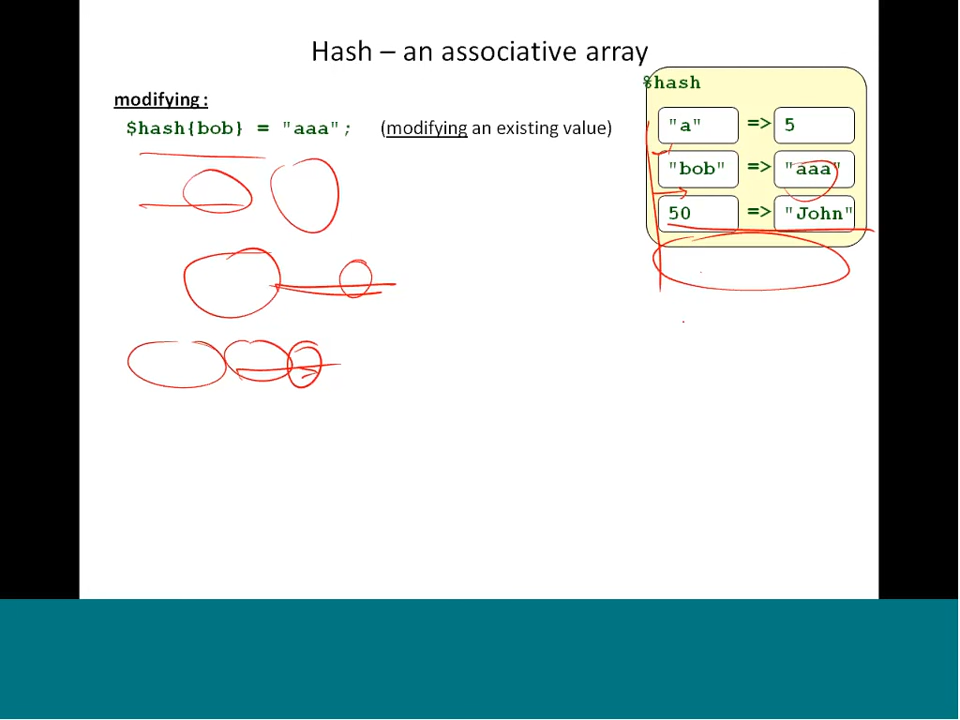 Hash – an associative array
modifying :
$hash{bob} = "aaa"; (modifying an existing value)
%hash
"a" => 5
"bob" => "aaa"
50 => "John"